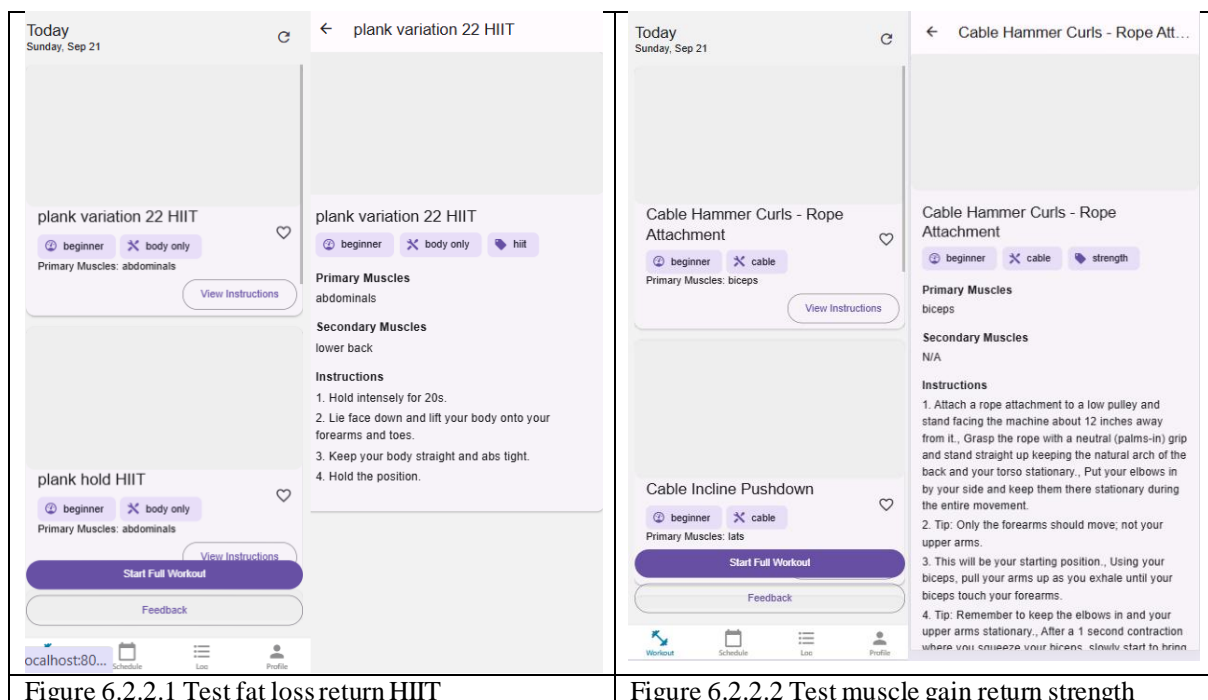 Today
Sunday, Sep 21
plank variation 22 HIIT
beginner body only
Primary Muscles: abdominals
View Instructions
plank hold HIIT
beginner body only
Primary Muscles: abdominals
View Instructions
Start Full Workout
Feedback
ocalhost:80...
Schedule
Log
Profile
plank variation 22 HIIT
plank variation 22 HIIT
beginner body only hiit
Primary Muscles
abdominals
Secondary Muscles
lower back
Instructions
1. Hold intensely for 20s.
2. Lie face down and lift your body onto your
forearms and toes.
3. Keep your body straight and abs tight.
4. Hold the position.
Figure 6.2.2.1 Test fat loss return HIIT
Today
Sunday, Sep 21
Cable Hammer Curls - Rope
Attachment
beginner cable
Primary Muscles: biceps
View Instructions
Cable Incline Pushdown
beginner cable
Primary Muscles: lats
Start Full Workout
Feedback
Workout
Schedule
Log
Profile
Cable Hammer Curls - Rope Att...
Cable Hammer Curls - Rope
Attachment
beginner cable strength
Primary Muscles
biceps
Secondary Muscles
N/A
Instructions
1. Attach a rope attachment to a low pulley and
stand facing the machine about 12 inches away
from it., Grasp the rope with a neutral (palms-in) grip
and stand straight up keeping the natural arch of the
back and your torso stationary., Put your elbows in
by your side and keep them there stationary during
the entire movement.
2. Tip: Only the forearms should move; not your
upper arms.
3. This will be your starting position., Using your
biceps, pull your arms up as you exhale until your
biceps touch your forearms.
4. Tip: Remember to keep the elbows in and your
upper arms stationary., After a 1 second contraction
where you squeeze your biceps, slowly start to bring
Figure 6.2.2.2 Test muscle gain return strength